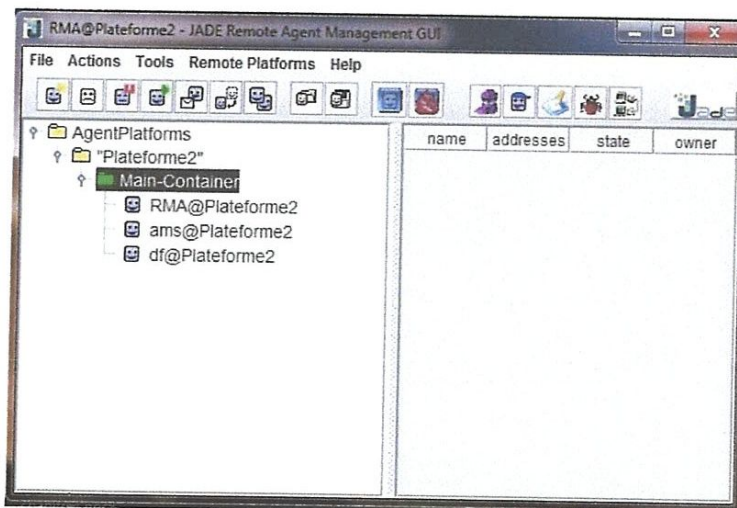 RMA@Plateforme2 - JADE Remote Agent Management GUI
File Actions Tools Remote Platforms Help
Jade
AgentPlatforms
"Plateforme2"
Main-Container
RMA@Plateforme2
ams@Plateforme2
df@Plateforme2
name addresses state owner